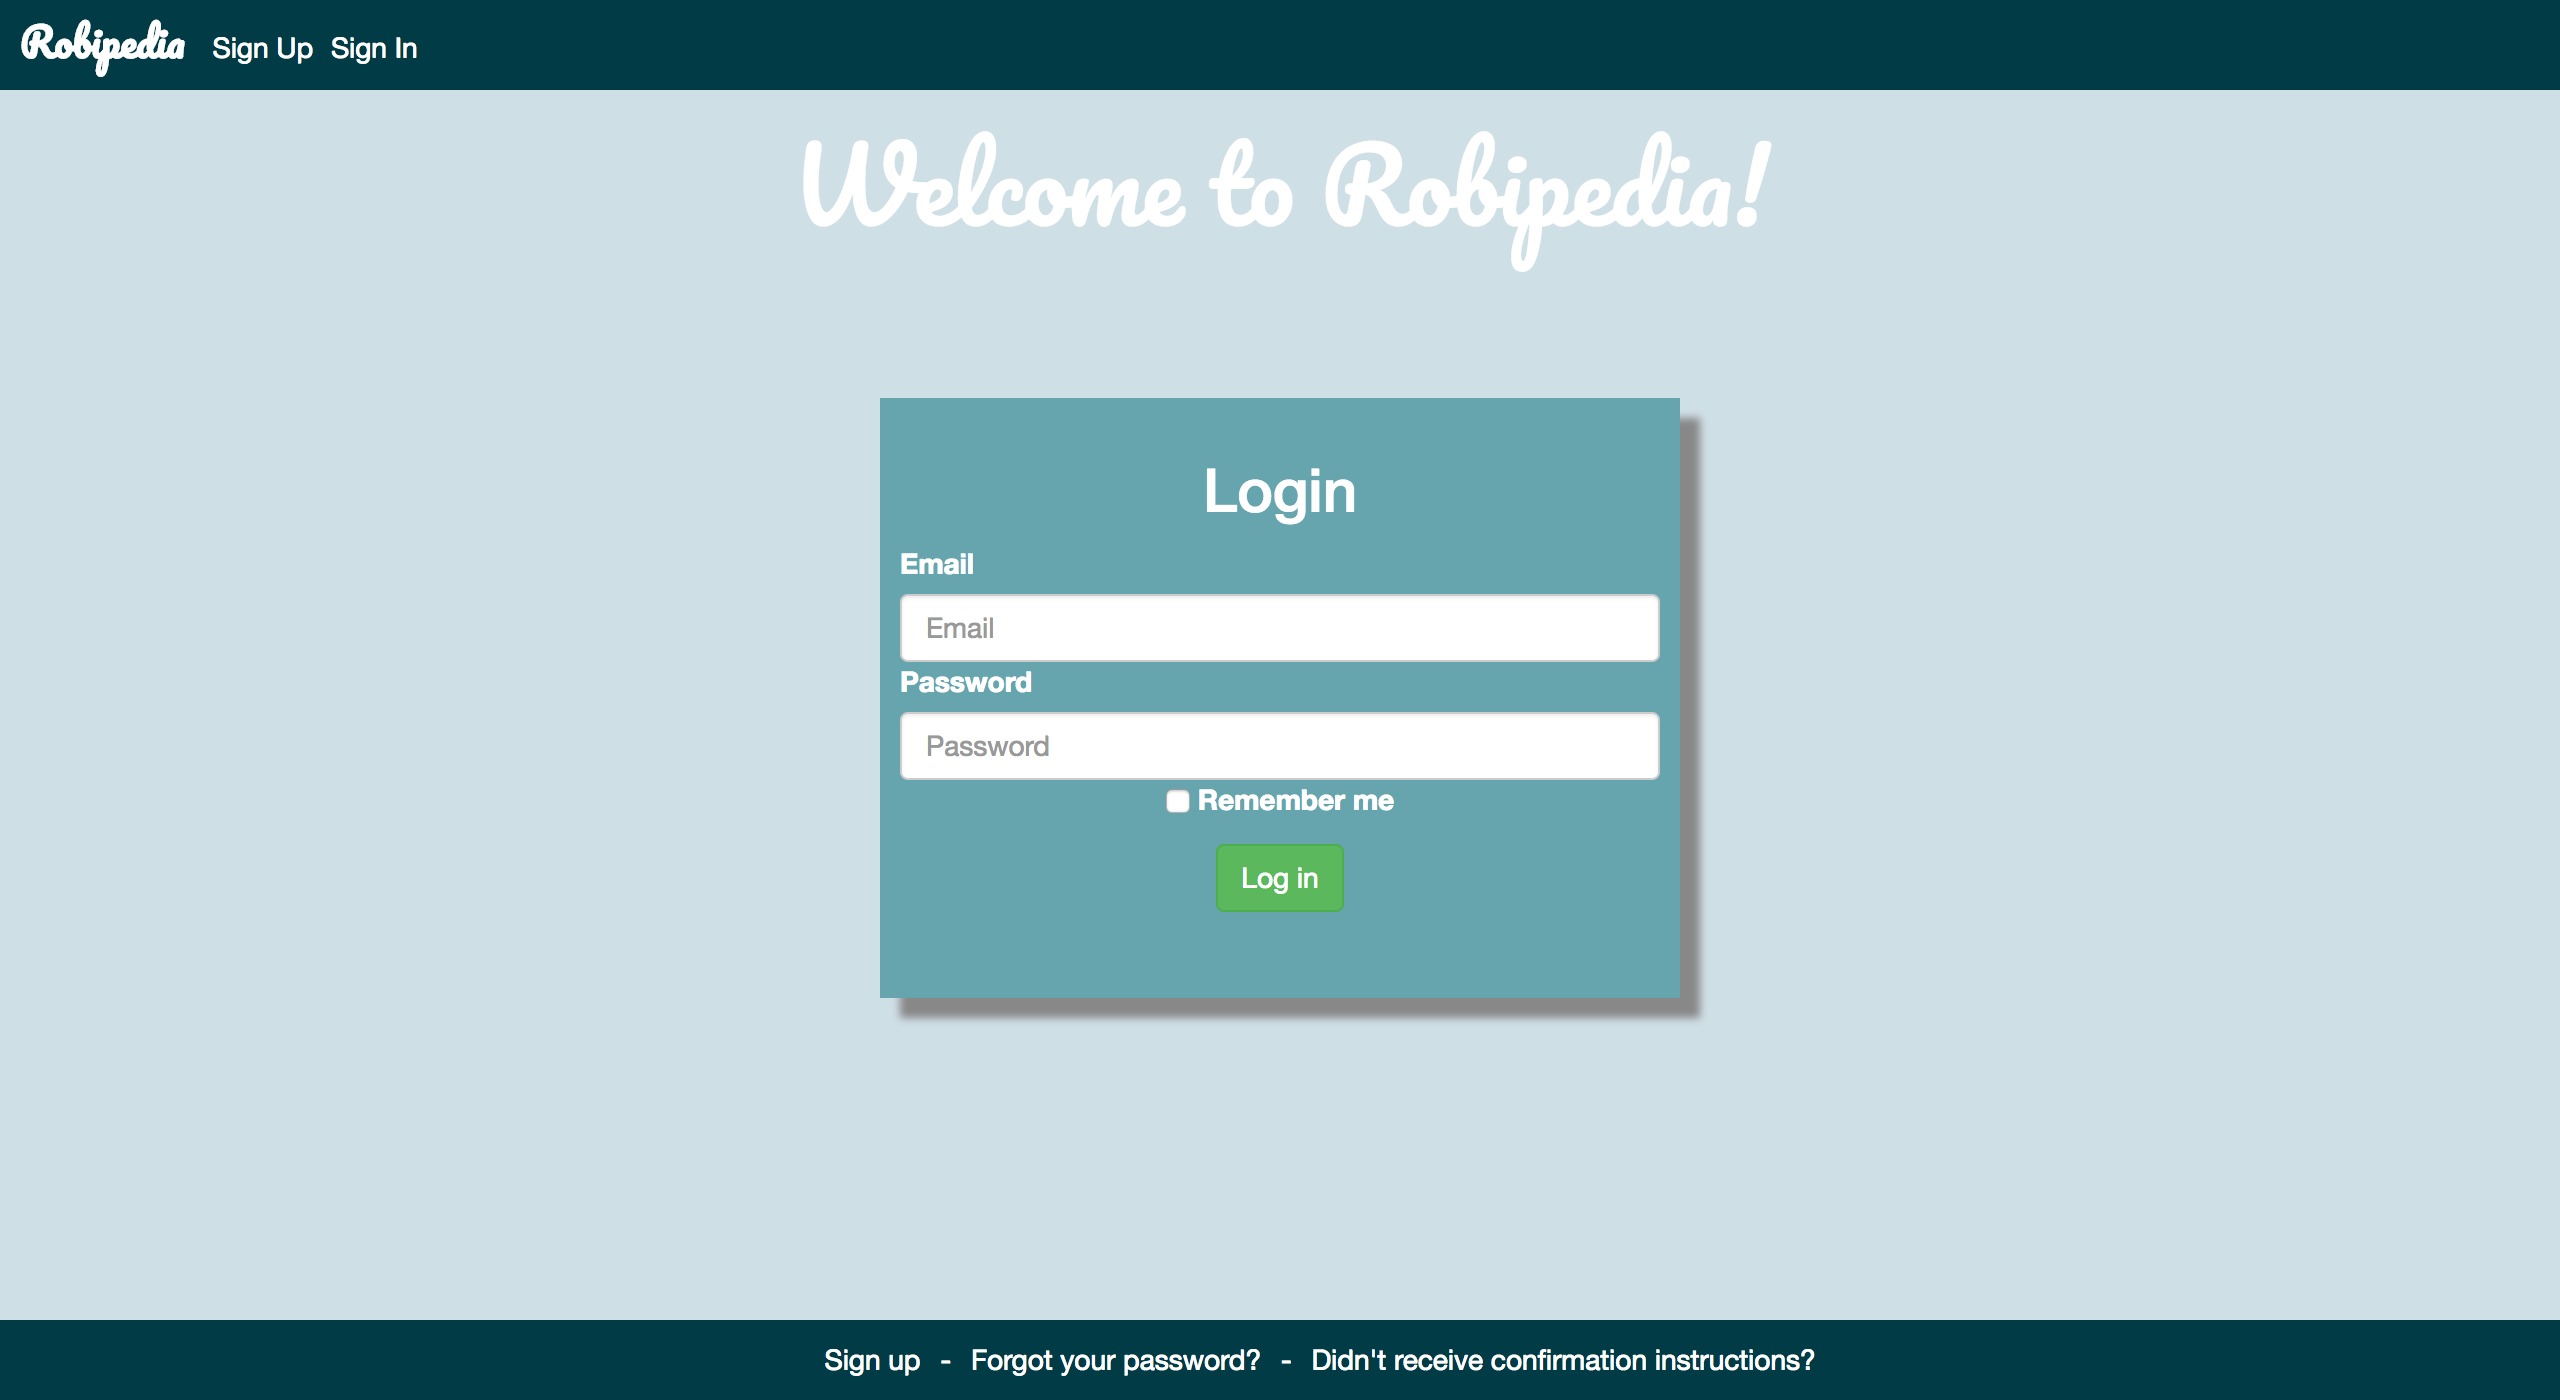 Robipedia Sign Up Sign In
Welcome to Robipedia!
Login
Email
Email
Password
Password
Remember me
Log in
Sign up - Forgot your password? - Didn't receive confirmation instructions?